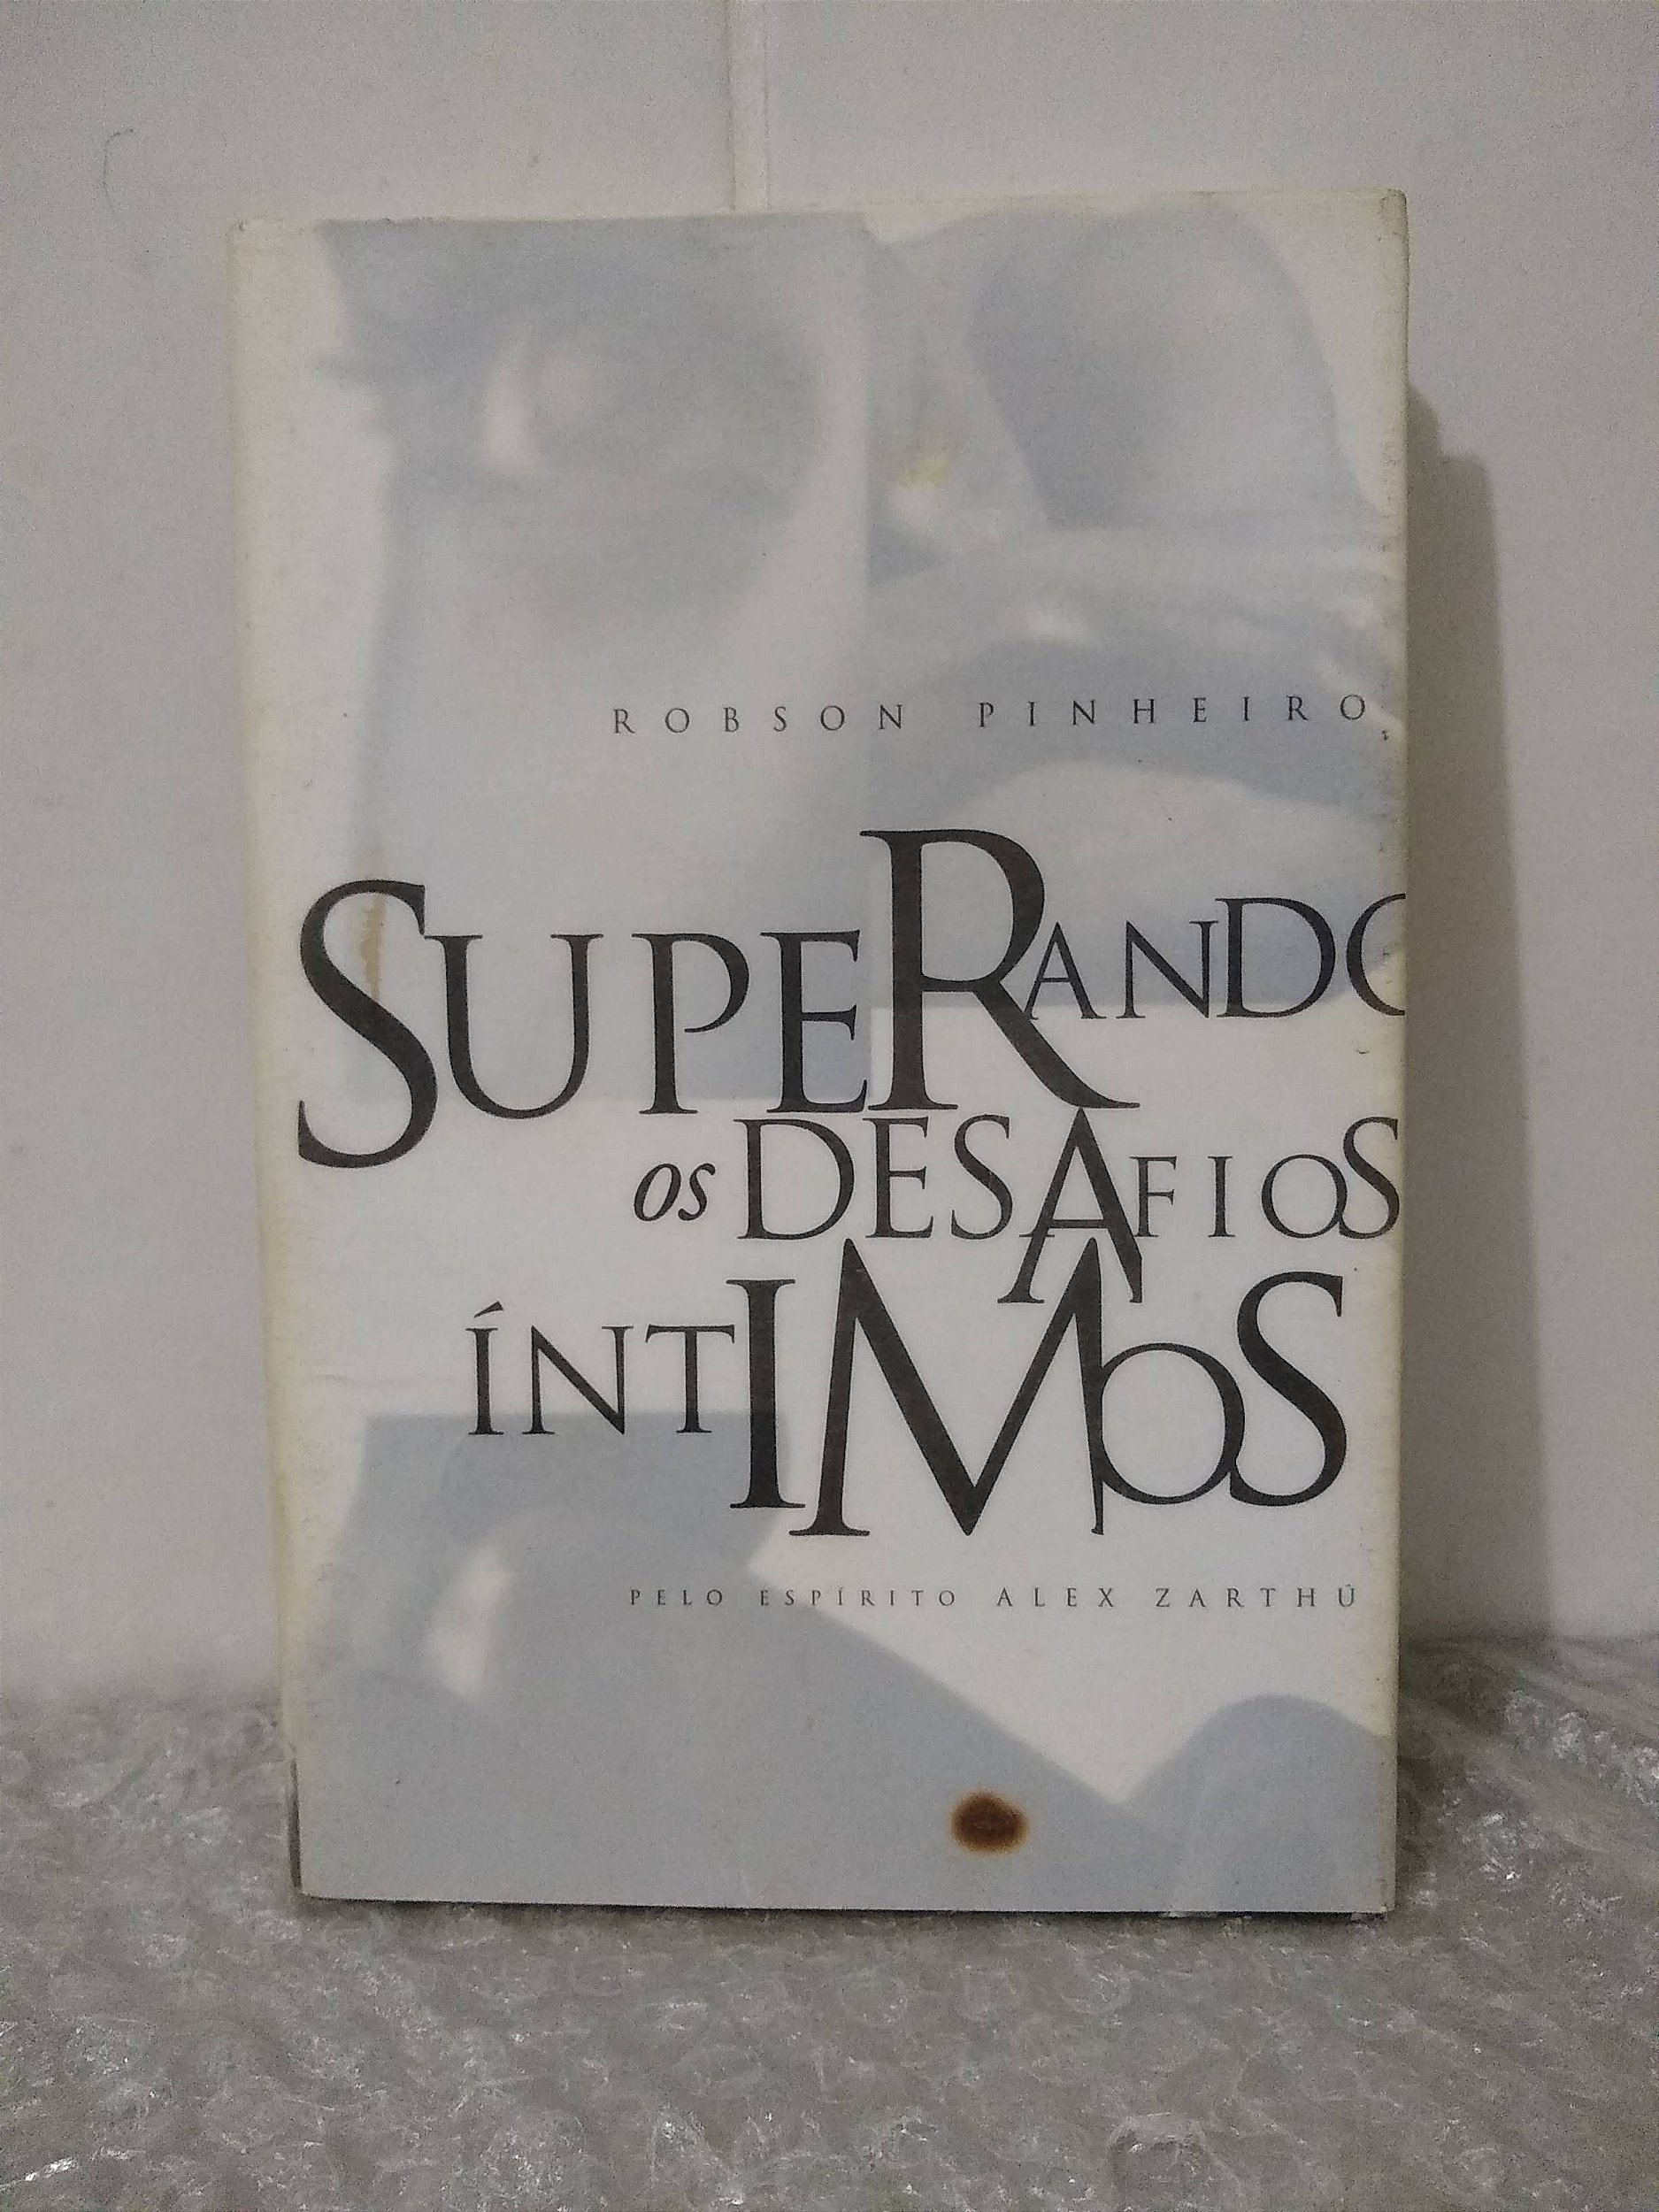 ROBSON PINHEIRO
SUPERANDO
OS DESAFIOS
ÍNTIMOS
PELO ESPÍRITO ALEX ZARTHÚ